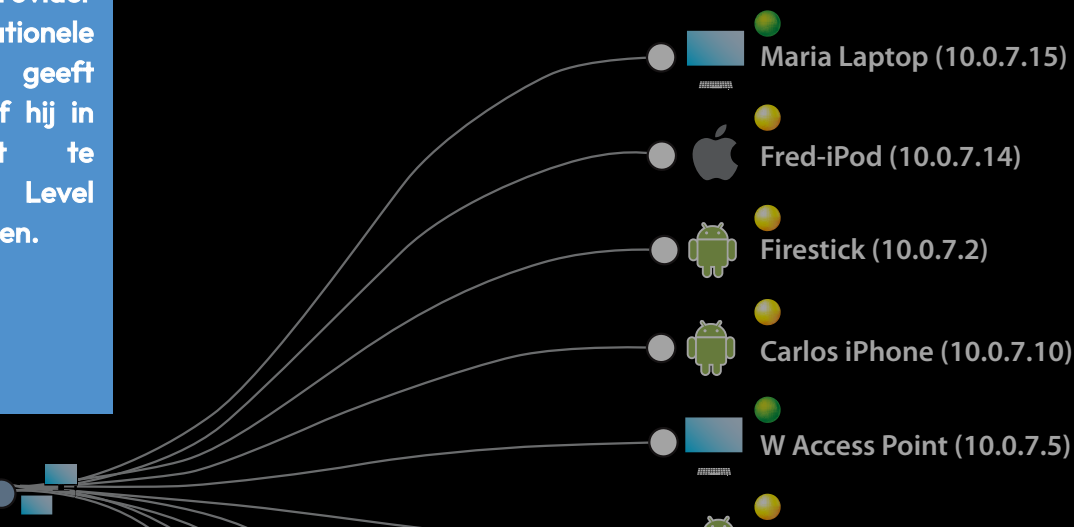 ationele
geeft
hij in
te
Level
en.
Maria Laptop (10.0.7.15)
Fred-iPod (10.0.7.14)
Firestick (10.0.7.2)
Carlos iPhone (10.0.7.10)
W Access Point (10.0.7.5)